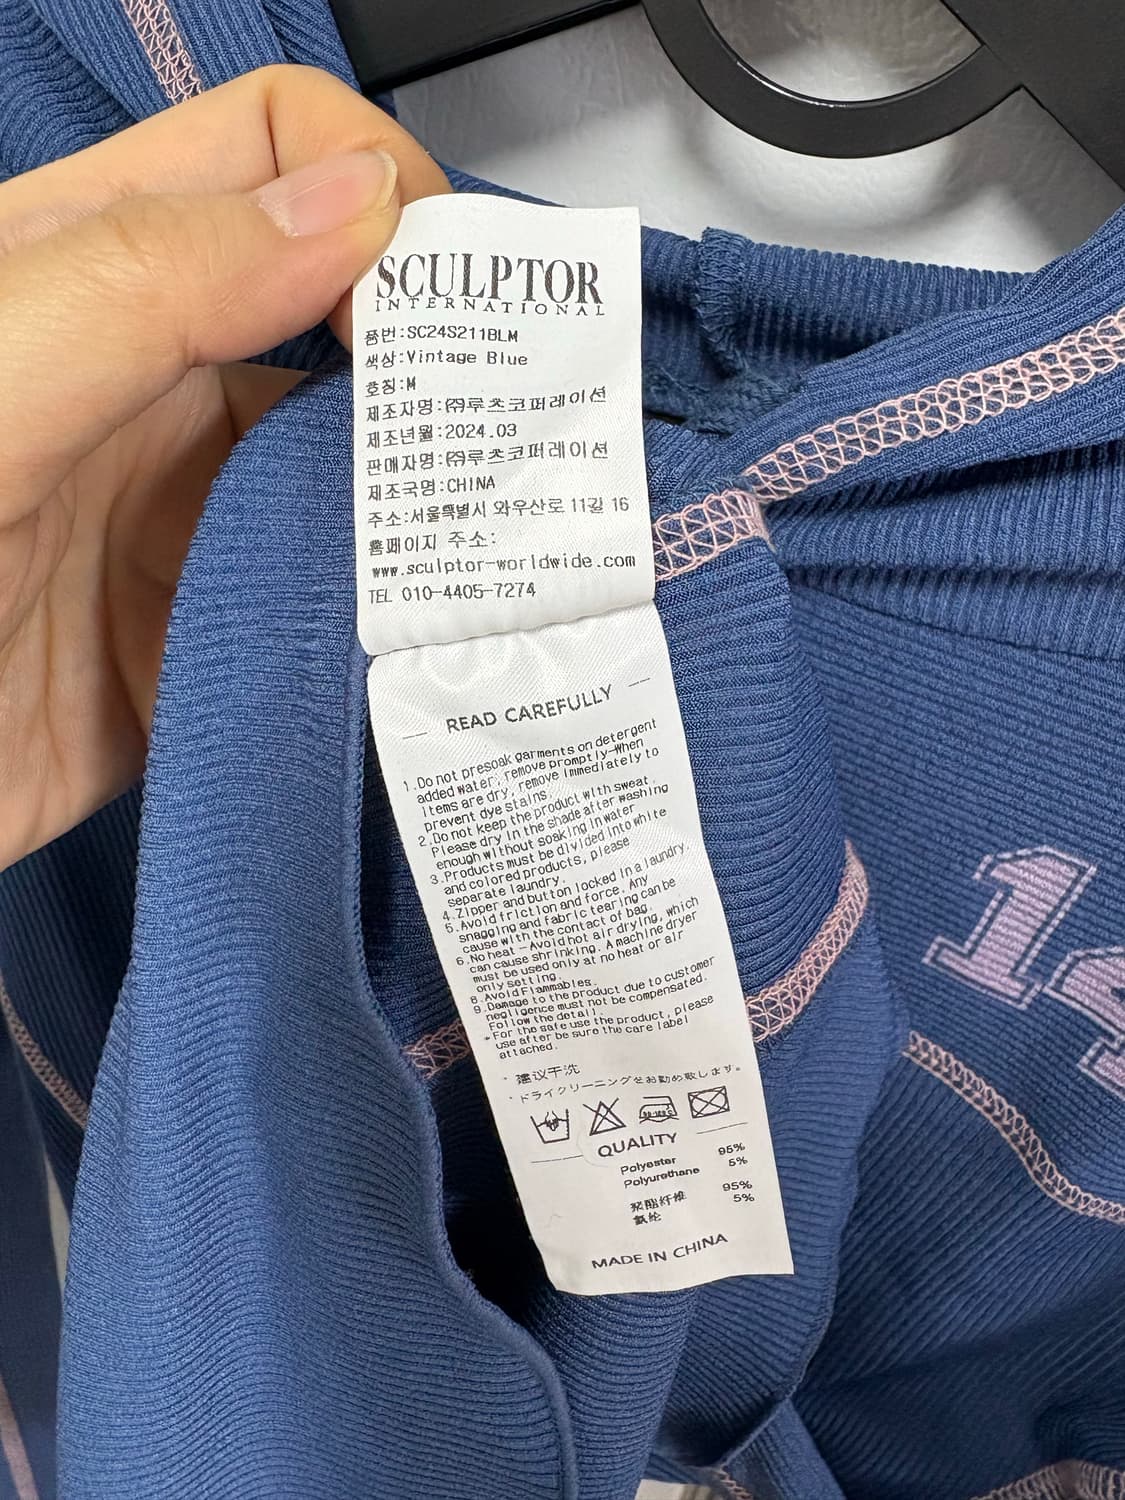 SCULPTOR
INTERNATIONAL
품번:SC24S211BLM
색상:Vintage Blue
호칭:M
제조자명:㈜루츠코퍼레이션
제조년월:2024.03
판매자명:㈜루츠코퍼레이션
제조국명:CHINA
주소:서울특별시 와우산로 11길 16
홈페이지 주소:
www.sculptor-worldwide.com
TEL 010-4405-7274
READ CAREFULLY
1.Do not presoak garments on detergent
added water, remove promptly-When
items are dry, remove immediately to
prevent dye stains
2.Do not keep the product with sweat.
Please dry in the shade after washing
enough without soaking in water
3.Products must be divided into white
and colored products, please
separate laundry.
4.Zipper and button locked in a laundry.
5.Avoid friction and force. Any
snagging and fabric tearing can be
cause with the contact of bag.
6.No heat - Avoid hot air drying, which
can cause shrinking. A machine dryer
must be used only at no heat or air
only setting.
8.Avoid Flammables.
9.Damage to the product due to customer
negligence must not be compensated.
Follow the detail.
*For the safe use the product, please
use after be sure the care label
attached.
* 建议干洗
* ドライクリーニングをお勧め致します。
QUALITY
Polyester 95%
Polyurethane 5%
聚酯纤维 95%
氨纶 5%
MADE IN CHINA
14